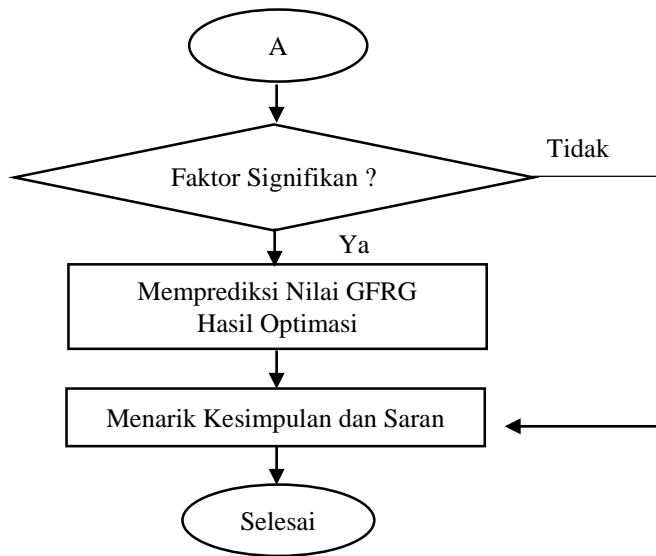 A
Faktor Signifikan ?
Tidak
Ya
Memprediksi Nilai GFRG
Hasil Optimasi
Menarik Kesimpulan dan Saran
Selesai